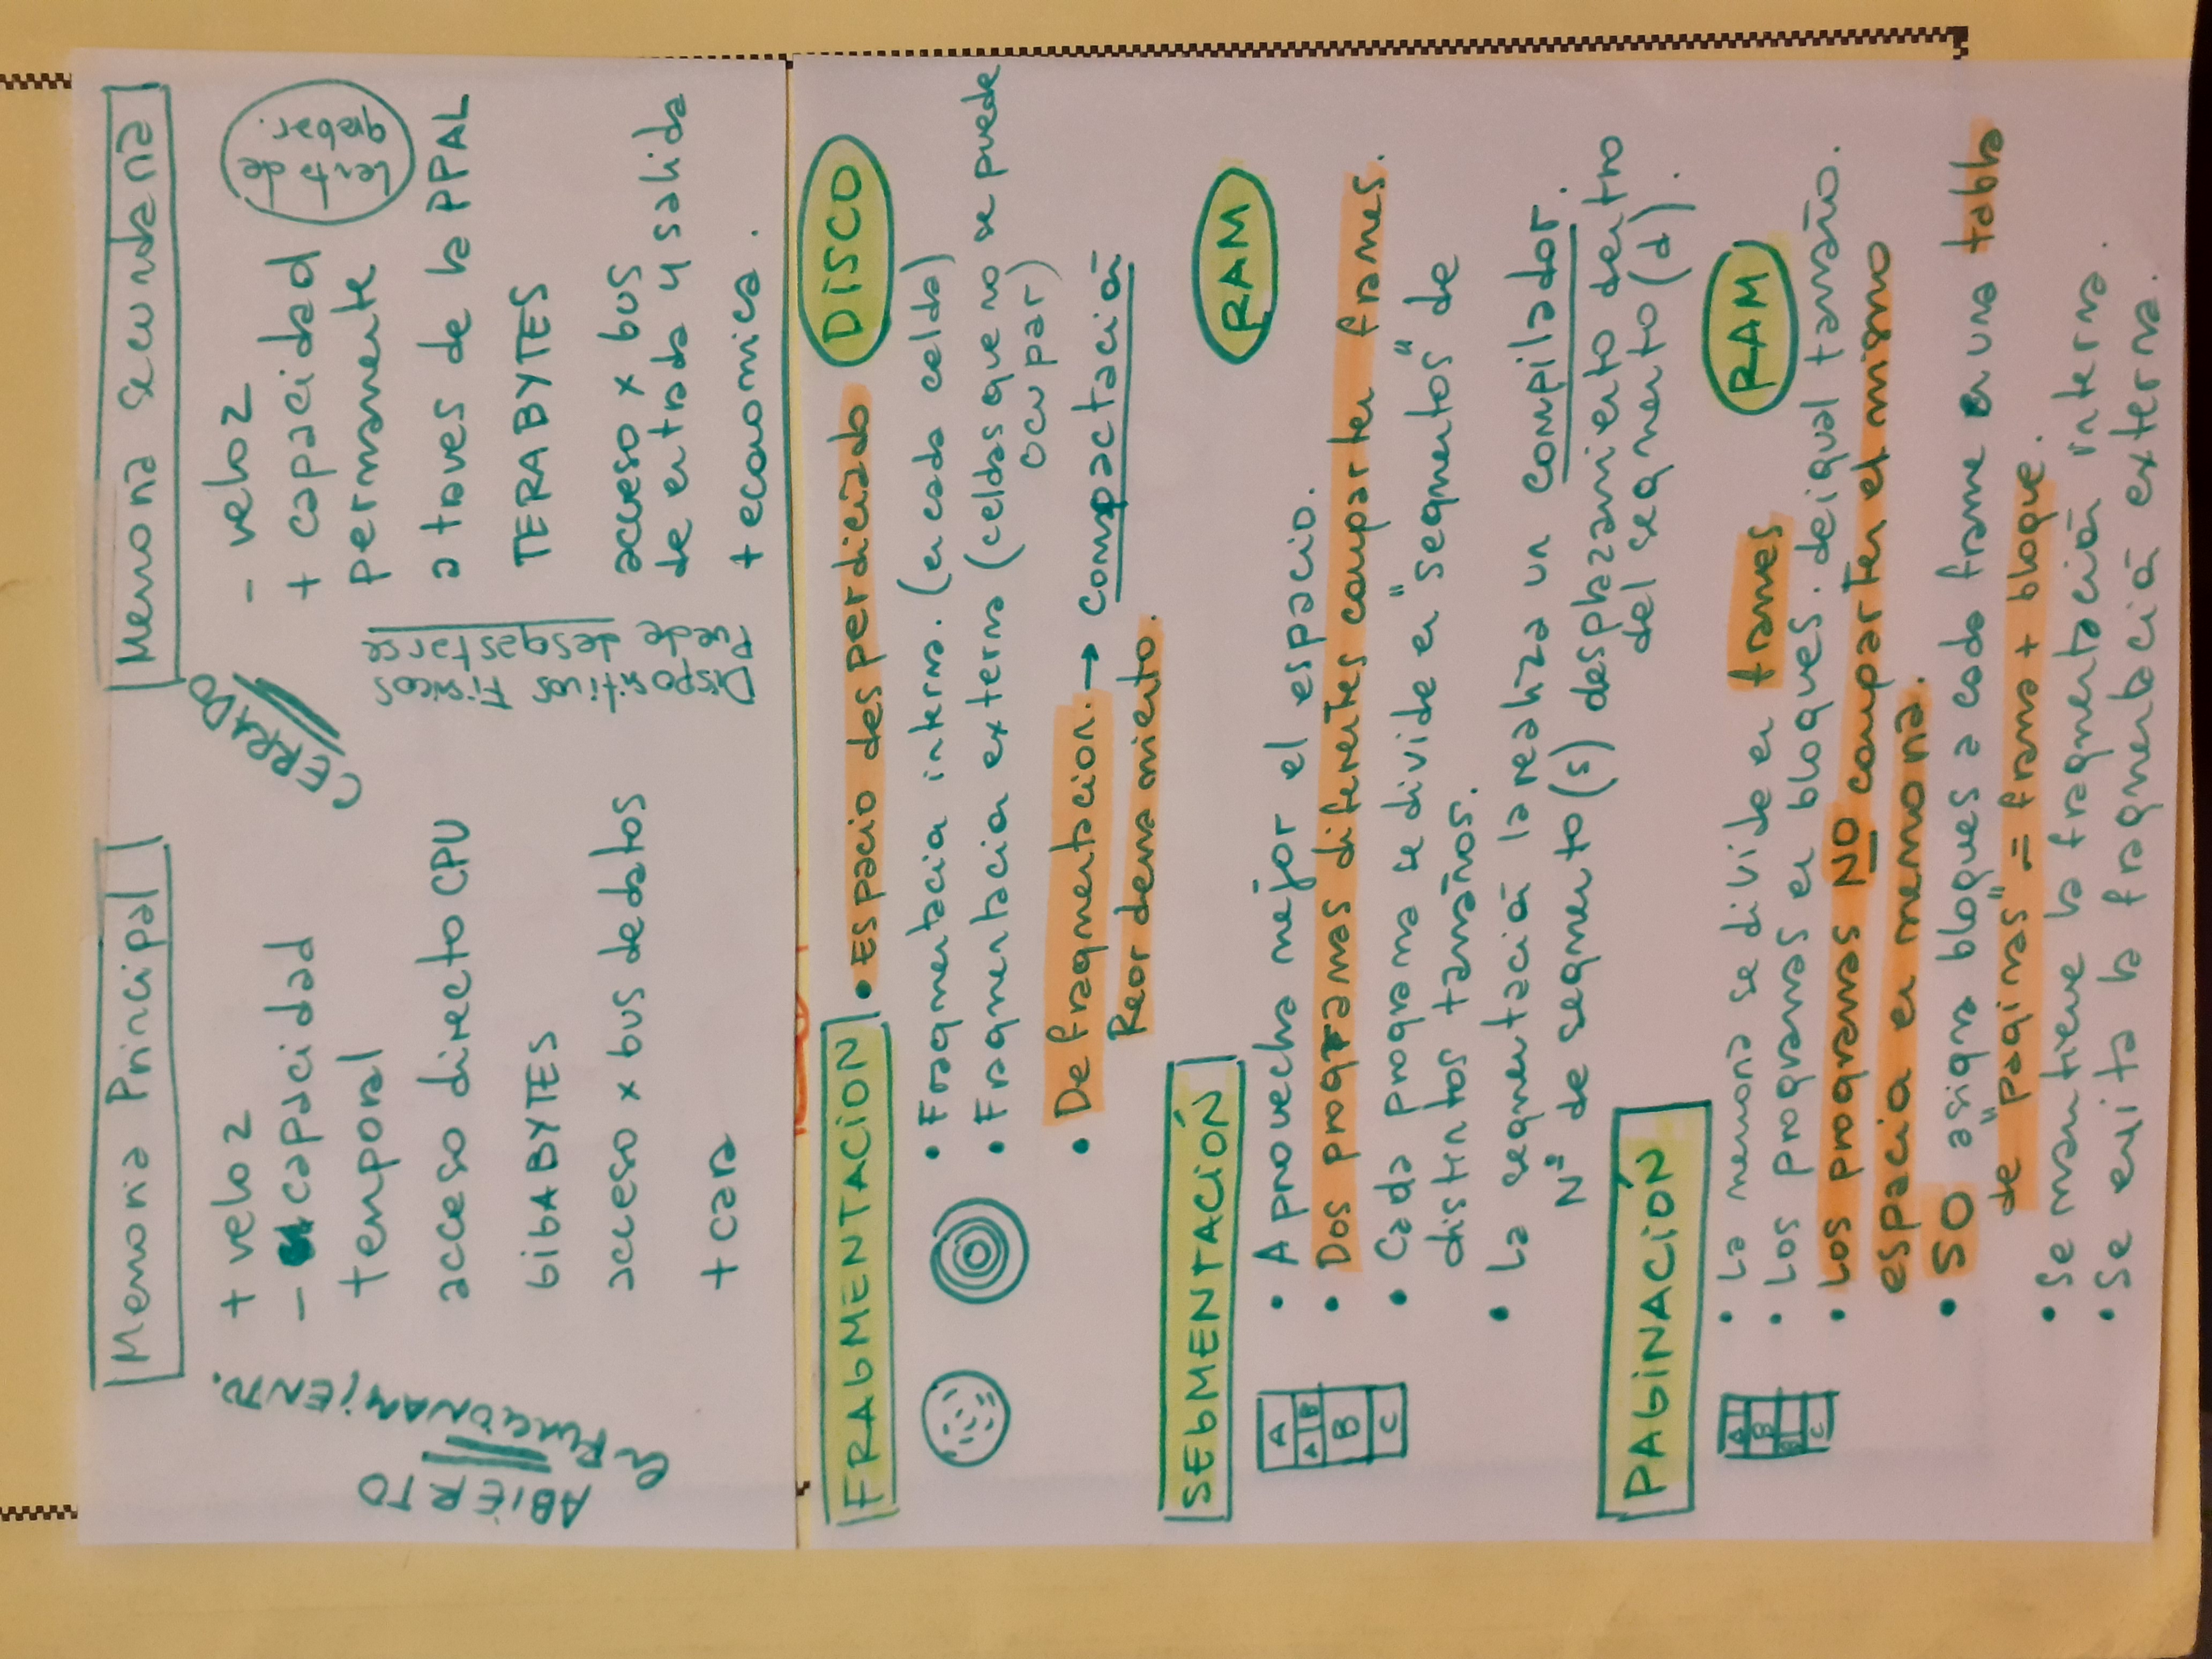 Memoria Principal
+ veloz
- capacidad
temporal
acceso directo CPU
GIGABYTES
acceso x bus de datos
+ cara
ABIERTO
en FUNCIONAMIENTO.
Memoria Secundaria
- veloz
+ capacidad
permanente
a traves de la PPAL
TERABYTES
acceso x bus
de entrada y salida
+ economica.
CERRADO
Dispositivos Fisicos
Puede desgastarse
dejar
FRAGMENTACION
• Espacio desperdiciado
DISCO
• Fragmentación interna. (en cada celda)
• Fragmentación externa (celdas que no se puede
ocupar)
• Defragmentacion. → Compactación
Reordenamiento.
SEGMENTACIÓN
RAM
A
A B
B
C
• Aprovecha mejor el espacio.
• Dos programas diferentes comparten frames.
• Cada programa se divide en "segmentos" de
distintos tamaños.
• La segmentación la realiza un compilador.
Nº de segmento (s) desplazamiento dentro
del segmento (d).
PAGINACIÓN
RAM
A
B
B
C
• La memoria se divide en frames
• Los programas en bloques. de igual tamaño.
• Los programas NO comparten el mismo
espacio en memoria.
• SO asigna bloques a cada frame en una tabla
de "paginas" = frame + bloque.
• Se mantiene la fragmentación interna.
• Se evita la fragmentación externa.